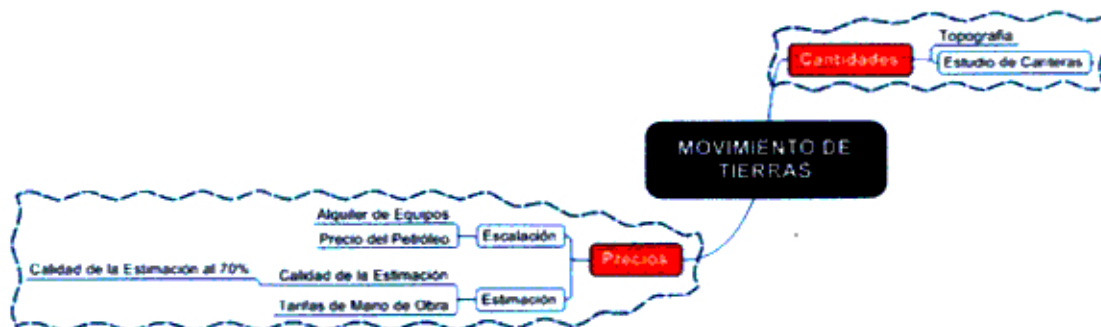 Topografía
Cantidades
Estudio de Canteras
MOVIMIENTO DE
TIERRAS
Alquiler de Equipos
Escalación
Precio del Petróleo
Precios
Calidad de la Estimación al 70%
Calidad de la Estimación
Tarifas de Mano de Obra
Estimación